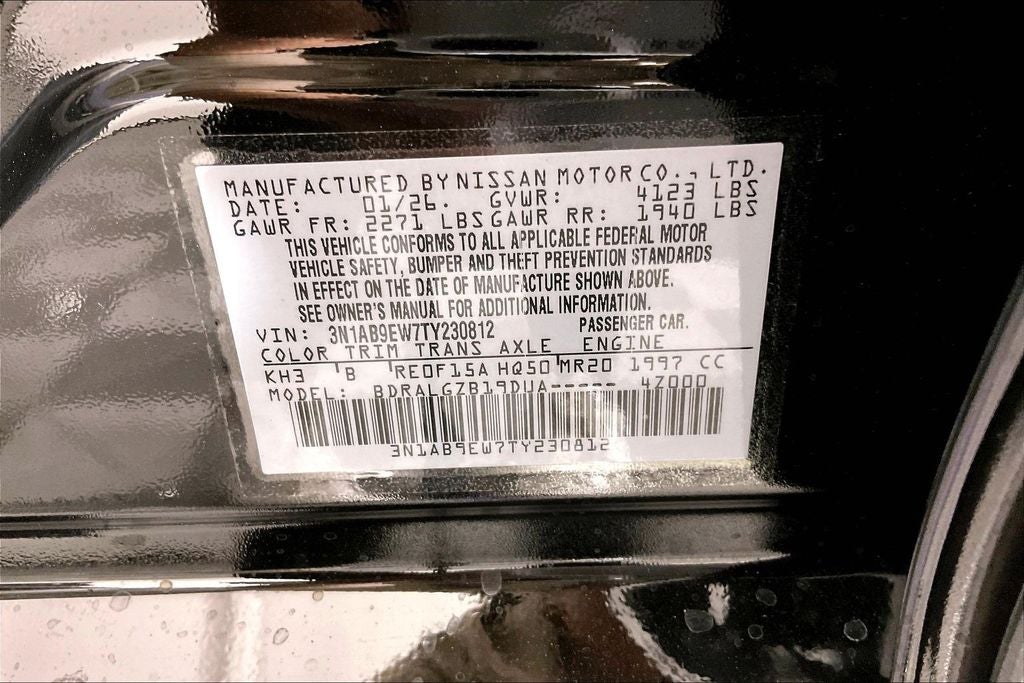 MANUFACTURED BY NISSAN MOTOR CO., LTD.
DATE: 01/26. GVWR: 4123 LBS
GAWR FR: 2271 LBS GAWR RR: 1940 LBS
THIS VEHICLE CONFORMS TO ALL APPLICABLE FEDERAL MOTOR
VEHICLE SAFETY, BUMPER AND THEFT PREVENTION STANDARDS
IN EFFECT ON THE DATE OF MANUFACTURE SHOWN ABOVE.
SEE OWNER'S MANUAL FOR ADDITIONAL INFORMATION.
VIN: 3N1AB9EW7TY230812 PASSENGER CAR.
COLOR TRIM TRANS AXLE ENGINE
KH3 B RE0F15A HQ50 MR20 1997 CC
MODEL: BDRALGZB19DUA----- 4Z000
3N1AB9EW7TY230812